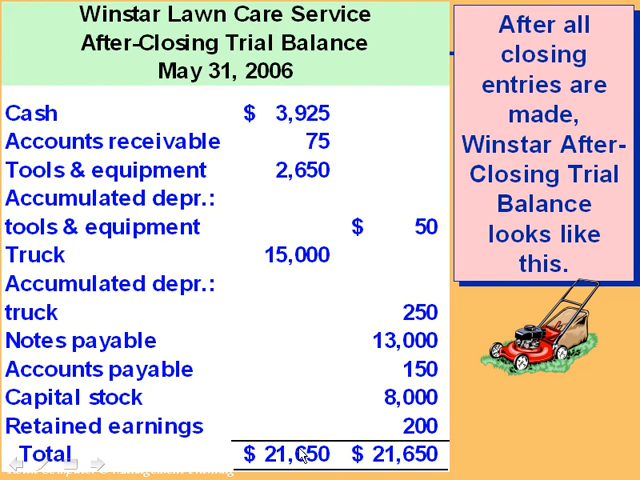 Winstar Lawn Care Service
After-Closing Trial Balance
May 31, 2006
Cash $ 3,925
Accounts receivable 75
Tools & equipment 2,650
Accumulated depr.:
tools & equipment $ 50
Truck 15,000
Accumulated depr.:
truck 250
Notes payable 13,000
Accounts payable 150
Capital stock 8,000
Retained earnings 200
Total $ 21,650 $ 21,650
After all
closing
entries are
made,
Winstar After-
Closing Trial
Balance
looks like
this.